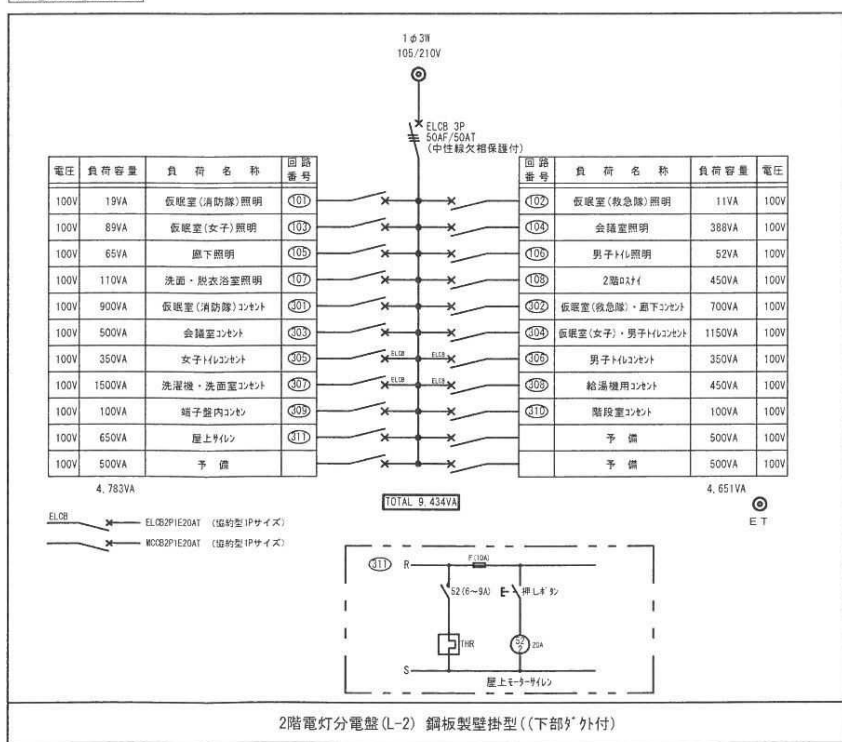 1φ3W
105/210V
ELCB 3P
50AF/50AT
(中性線欠相保護付)
電圧 負荷容量 負荷名称 回路番号
100V 19VA 仮眠室(消防隊)照明 101
100V 89VA 仮眠室(女子)照明 103
100V 65VA 廊下照明 105
100V 110VA 洗面・脱衣浴室照明 107
100V 900VA 仮眠室(消防隊)コンセント 301
100V 500VA 会議室コンセント 303
100V 350VA 女子トイレコンセント 305
100V 1500VA 洗濯機・洗面室コンセント 307
100V 100VA 端子盤内コンセン 309
100V 650VA 屋上サイレン 311
100V 500VA 予備
4,783VA
ELCB ELCB
ELCB ELCB
回路番号 負荷名称 負荷容量 電圧
102 仮眠室(救急隊)照明 11VA 100V
104 会議室照明 388VA 100V
106 男子トイレ照明 52VA 100V
108 2階ロスナイ 450VA 100V
302 仮眠室(救急隊)・廊下コンセント 700VA 100V
304 仮眠室(女子)・男子トイレコンセント 1150VA 100V
306 男子トイレコンセント 350VA 100V
308 給湯機用コンセント 450VA 100V
310 階段室コンセント 100VA 100V
予備 500VA 100V
予備 500VA 100V
4,651VA
TOTAL 9,434VA
ET
ELCB ELCB2P1E20AT (協約型1Pサイズ)
MCCB2P1E20AT (協約型1Pサイズ)
311 R F(10A)
52(6~9A) 押しボタン
THR 52 2 20A
S
屋上モーターサイレン
2階電灯分電盤(L-2) 鋼板製壁掛型((下部ダクト付)